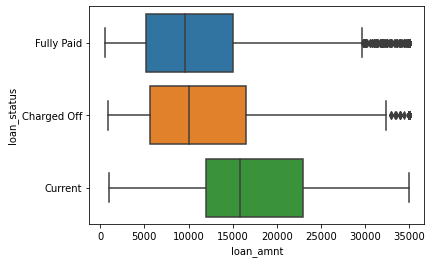 loan_status
Fully Paid
Charged Off
Current
0 5000 10000 15000 20000 25000 30000 35000
loan_amnt